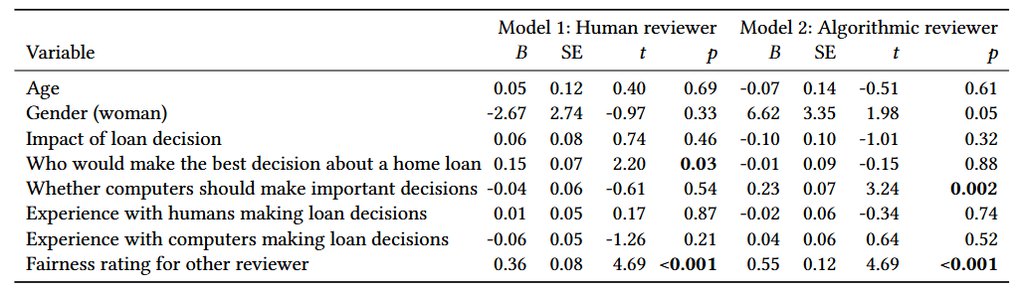 Model 1: Human reviewer Model 2: Algorithmic reviewer
Variable B SE t p B SE t p
Age 0.05 0.12 0.40 0.69 -0.07 0.14 -0.51 0.61
Gender (woman) -2.67 2.74 -0.97 0.33 6.62 3.35 1.98 0.05
Impact of loan decision 0.06 0.08 0.74 0.46 -0.10 0.10 -1.01 0.32
Who would make the best decision about a home loan 0.15 0.07 2.20 0.03 -0.01 0.09 -0.15 0.88
Whether computers should make important decisions -0.04 0.06 -0.61 0.54 0.23 0.07 3.24 0.002
Experience with humans making loan decisions 0.01 0.05 0.17 0.87 -0.02 0.06 -0.34 0.74
Experience with computers making loan decisions -0.06 0.05 -1.26 0.21 0.04 0.06 0.64 0.52
Fairness rating for other reviewer 0.36 0.08 4.69 <0.001 0.55 0.12 4.69 <0.001